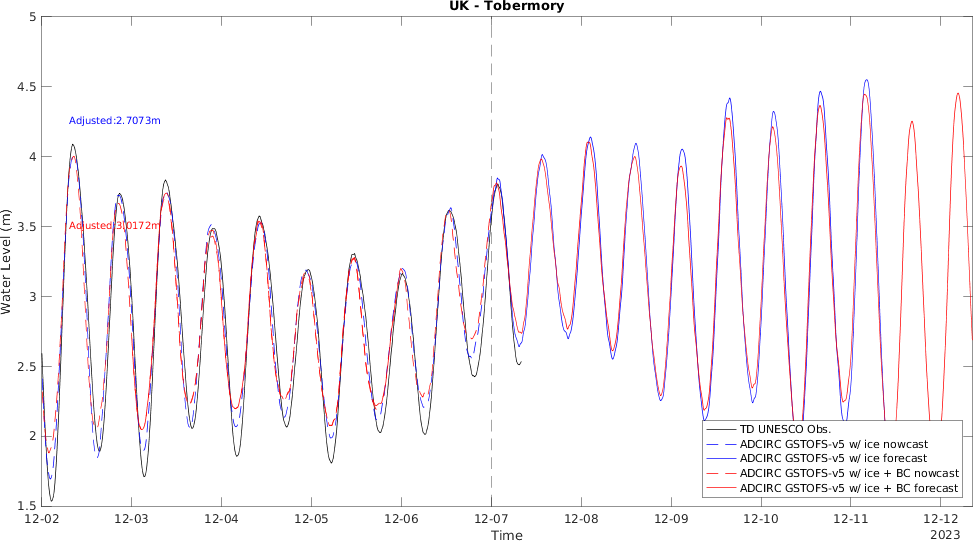 UK - Tobermory
5
4.5
4
3.5
3
2.5
2
1.5
Water Level (m)
Adjusted:2.7073m
Adjusted:3.0172m
TD UNESCO Obs.
ADCIRC GSTOFS-v5 w/ ice nowcast
ADCIRC GSTOFS-v5 w/ ice forecast
ADCIRC GSTOFS-v5 w/ ice + BC nowcast
ADCIRC GSTOFS-v5 w/ ice + BC forecast
12-02 12-03 12-04 12-05 12-06 12-07 12-08 12-09 12-10 12-11 12-12
Time
2023